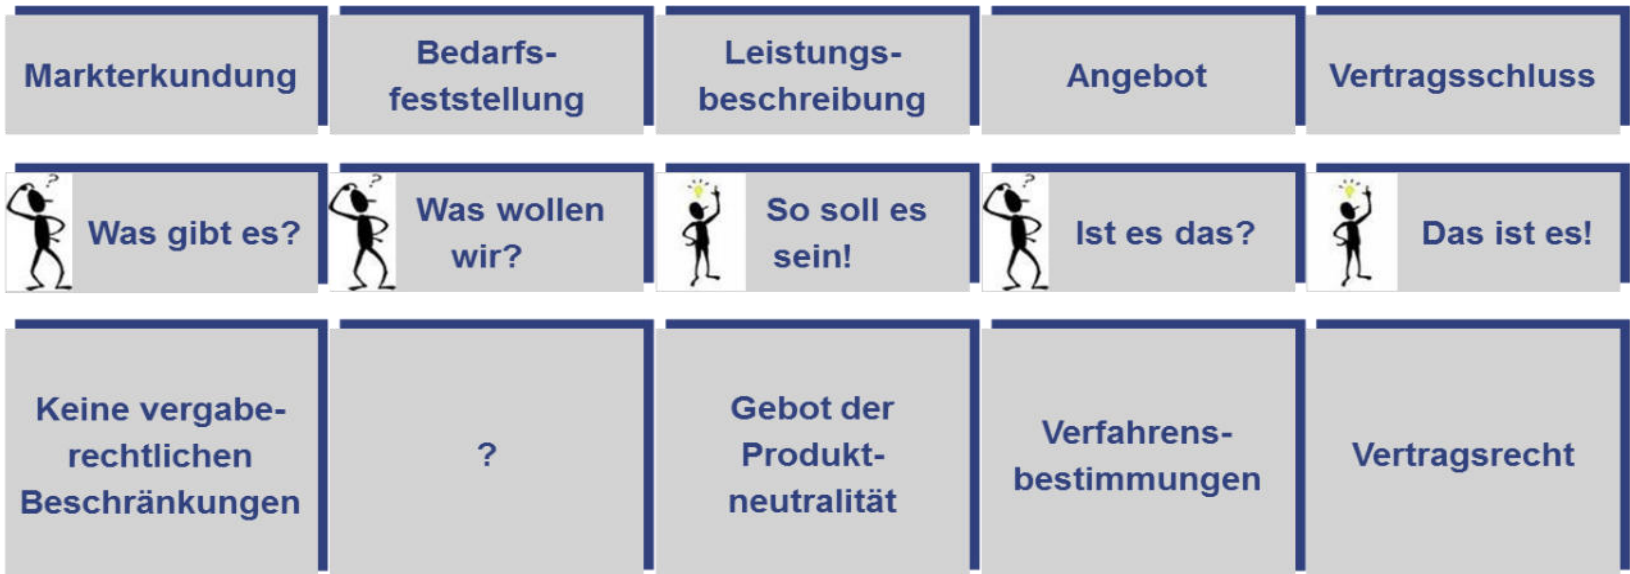 Markterkundung
Bedarfs-
feststellung
Leistungs-
beschreibung
Angebot
Vertragsschluss
?
Was gibt es?
?
Was wollen
wir?
So soll es
sein!
?
Ist es das?
Das ist es!
Keine vergabe-
rechtlichen
Beschränkungen
?
Gebot der
Produkt-
neutralität
Verfahrens-
bestimmungen
Vertragsrecht